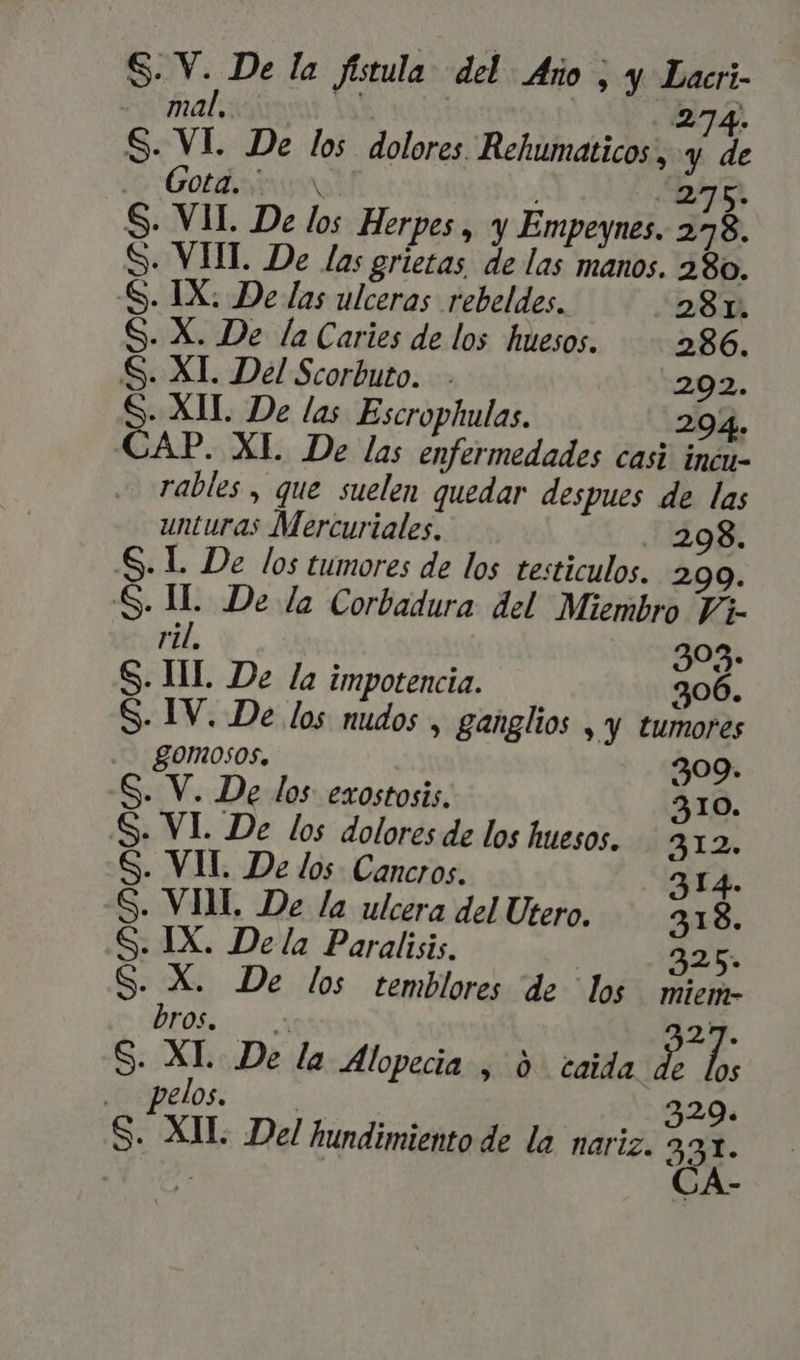 §. V. De la fistula del Año, y Lacri-
mal. 274.
§. VI. De los dolores Rehumaticos, y de
Gota. 275.
§. VII. De los Herpes, y Empeynes. 278.
§. VIII. De las grietas de las manos. 280.
§. IX. De las ulceras rebeldes. 281.
§. X. De la Caries de los huesos. 286.
§. XI. Del Scorbuto. 292.
§. XII. De las Escrophulas. 294.
CAP. XI. De las enfermedades casi incu-
rables, que suelen quedar despues de las
unturas Mercuriales. 298.
§. I. De los tumores de los testiculos. 299.
§. II. De la Corbadura del Miembro Vi-
ril. 303.
§. III. De la impotencia. 306.
§. IV. De los nudos, gañglios, y tumores
gomosos. 309.
§. V. De los exostosis. 310.
§. VI. De los dolores de los huesos. 312.
§. VII. De los Cancros. 314.
§. VIII. De la ulcera del Utero. 318.
§. IX. De la Paralisis. 325.
§. X. De los temblores de los miem-
bros. 327.
§. XI. De la Alopecia, ò caida de los
pelos. 329.
§. XII. Del hundimiento de la nariz. 331.
CA-